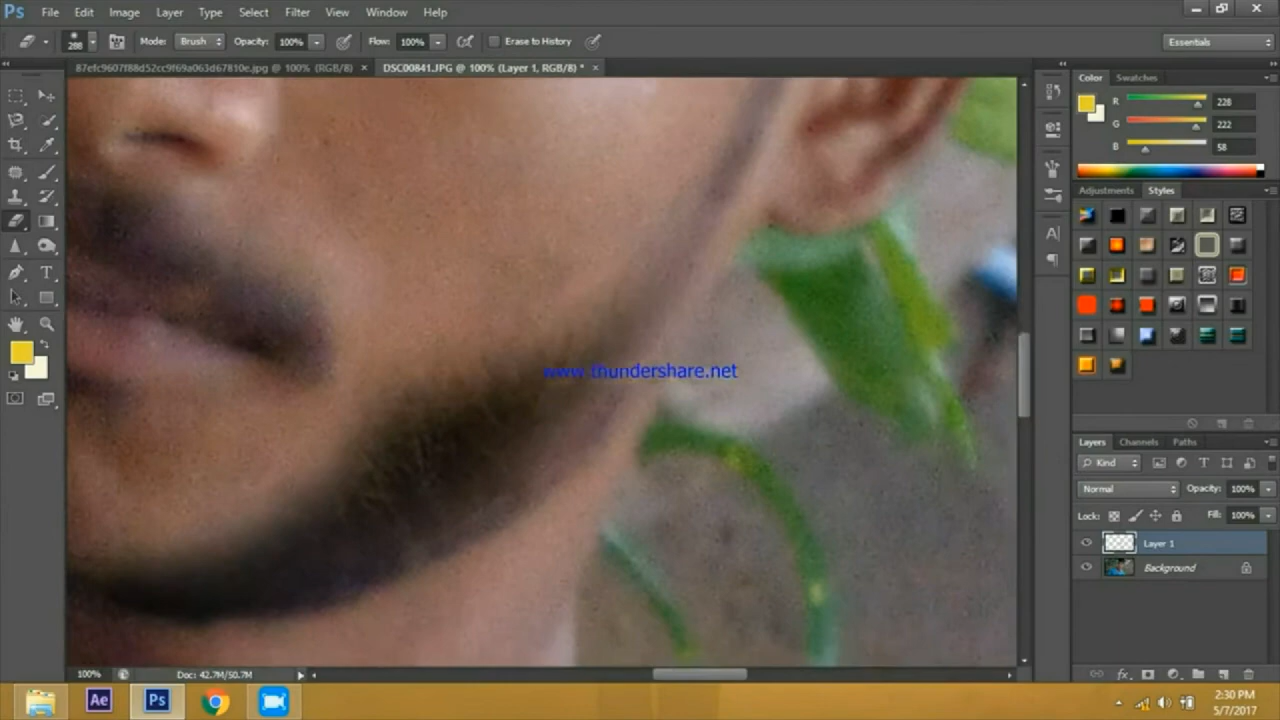 Ps File Edit Image Layer Type Select Filter View Window Help
288 Mode: Brush Opacity: 100% Flow: 100% Erase to History Essentials
87efc9607f88d52cc9f69a063d67810e.jpg @ 100% (RGB/8) × DSC00841.JPG @ 100% (Layer 1, RGB/8) * ×
Color Swatches
R 228
G 222
B 58
Adjustments Styles
www.thundershare.net
Layers Channels Paths
Kind
Normal Opacity: 100%
Lock: Fill: 100%
Layer 1
Background
100% Doc: 42.7M/50.7M
Ae Ps
2:30 PM
5/7/2017